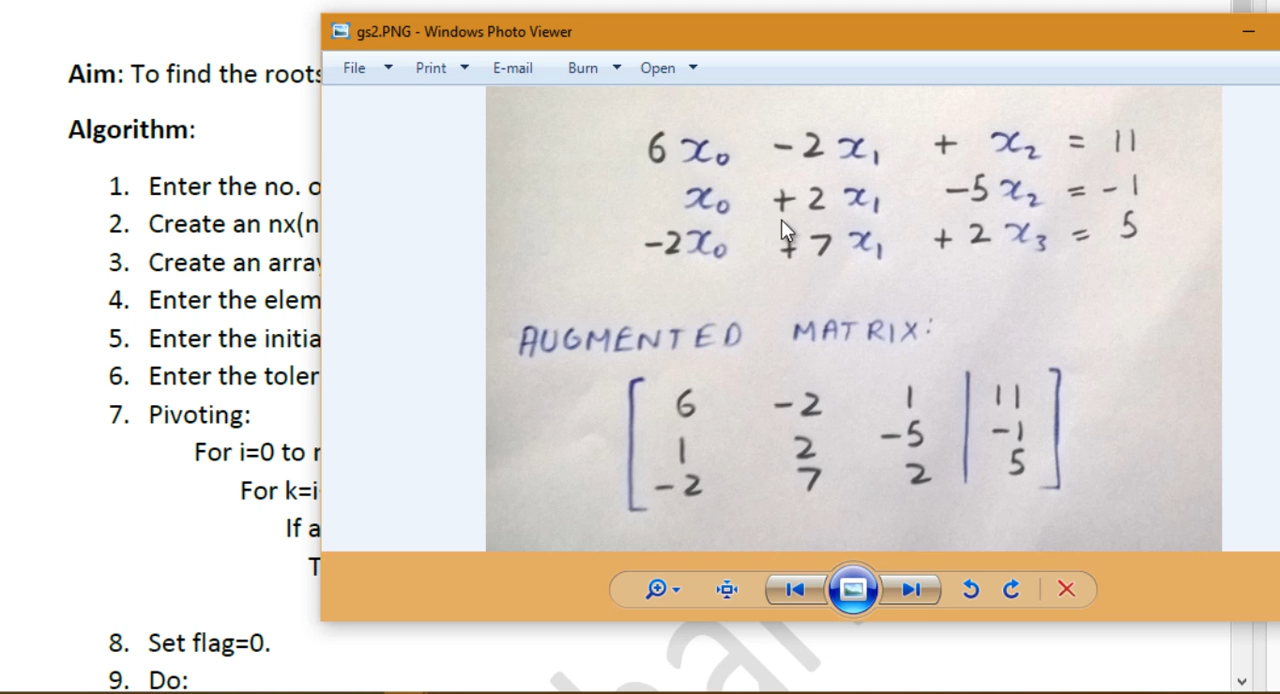 gs2.PNG - Windows Photo Viewer
File Print E-mail Burn Open
Aim: To find the roots
Algorithm:
1. Enter the no. o
2. Create an nx(n
3. Create an array
4. Enter the elem
5. Enter the initia
6. Enter the toler
7. Pivoting:
For i=0 to n
For k=i
If a
T
8. Set flag=0.
9. Do:
6x₀ -2x₁ + x₂ = 11
x₀ +2x₁ -5x₂ = -1
-2x₀ +7x₁ +2x₃ = 5
AUGMENTED MATRIX:
6 -2 1 | 11
1 2 -5 | -1
-2 7 2 | 5